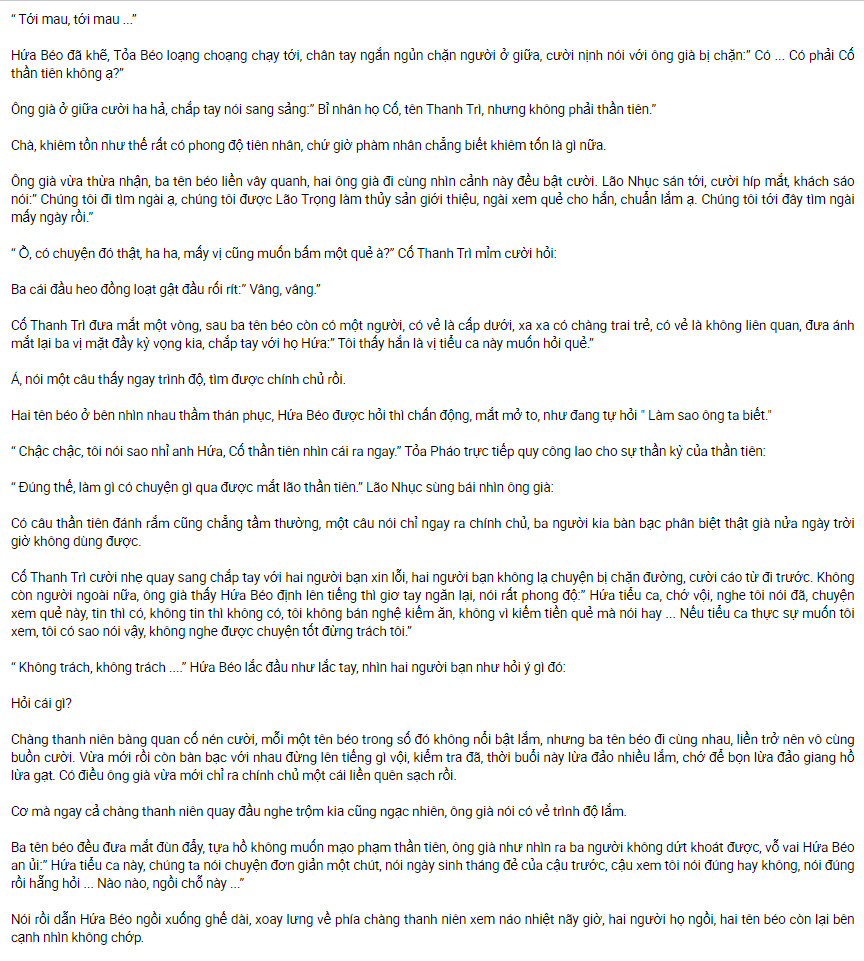 “ Tới mau, tới mau ...”
Hứa Béo đã khẽ, Tỏa Béo loạng choạng chạy tới, chân tay ngắn ngủn chặn người ở giữa, cười nịnh nói với ông già bị chặn:” Có ... Có phải Cố
thần tiên không ạ?”
Ông già ở giữa cười ha hả, chắp tay nói sang sảng:” Bỉ nhân họ Cố, tên Thanh Trì, nhưng không phải thần tiên.”
Chà, khiêm tồn như thế rất có phong độ tiên nhân, chứ giờ phàm nhân chẳng biết khiêm tốn là gì nữa.
Ông già vừa thừa nhận, ba tên béo liền vây quanh, hai ông già đi cùng nhìn cảnh này đều bật cười. Lão Nhục sán tới, cười híp mắt, khách sáo
nói:” Chúng tôi đi tìm ngài ạ, chúng tôi được Lão Trọng làm thủy sản giới thiệu, ngài xem quẻ cho hắn, chuẩn lắm ạ. Chúng tôi tới đây tìm ngài
mấy ngày rồi.”
“ Ồ, có chuyện đó thật, ha ha, mấy vị cũng muốn bấm một quẻ à?” Cố Thanh Trì mỉm cười hỏi:
Ba cái đầu heo đồng loạt gật đầu rối rít:” Vâng, vâng.”
Cố Thanh Trì đưa mắt một vòng, sau ba tên béo còn có một người, có vẻ là cấp dưới, xa xa có chàng trai trẻ, có vẻ là không liên quan, đưa ánh
mắt lại ba vị mặt đầy kỳ vọng kia, chắp tay với họ Hứa:” Tôi thấy hắn là vị tiểu ca này muốn hỏi quẻ.”
Á, nói một câu thấy ngay trình độ, tìm được chính chủ rồi.
Hai tên béo ở bên nhìn nhau thầm thán phục, Hứa Béo được hỏi thì chấn động, mắt mở to, như đang tự hỏi “ Làm sao ông ta biết.”
“ Chậc chậc, tôi nói sao nhỉ anh Hứa, Cố thần tiên nhìn cái ra ngay.” Tỏa Pháo trực tiếp quy công lao cho sự thần kỳ của thần tiên:
“ Đúng thế, làm gì có chuyện gì qua được mắt lão thần tiên.” Lão Nhục sùng bái nhìn ông già:
Có câu thần tiên đánh rắm cũng chẳng tầm thường, một câu nói chỉ ngay ra chính chủ, ba người kia bàn bạc phân biệt thật già nửa ngày trời
giờ không dùng được.
Cố Thanh Trì cười nhẹ quay sang chắp tay với hai người bạn xin lỗi, hai người bạn không lạ chuyện bị chặn đường, cười cáo từ đi trước. Không
còn người ngoài nữa, ông già thấy Hứa Béo định lên tiếng thì giơ tay ngăn lại, nói rất phong độ:” Hứa tiểu ca, chớ vội, nghe tôi nói đã, chuyện
xem quẻ này, tin thì có, không tin thì không có, tôi không bán nghệ kiếm ăn, không vì kiếm tiền quẻ mà nói hay ... Nếu tiểu ca thực sự muốn tôi
xem, tôi có sao nói vậy, không nghe được chuyện tốt đừng trách tôi.”
“ Không trách, không trách ....” Hứa Béo lắc đầu như lắc tay, nhìn hai người bạn như hỏi ý gì đó:
Hỏi cái gì?
Chàng thanh niên bàng quan cố nén cười, mỗi một tên béo trong số đó không nổi bật lắm, nhưng ba tên béo đi cùng nhau, liền trở nên vô cùng
buồn cười. Vừa mới rồi còn bàn bạc với nhau đừng lên tiếng gì vội, kiểm tra đã, thời buổi này lừa đảo nhiều lắm, chớ để bọn lừa đảo giang hồ
lừa gạt. Có điều ông già vừa mới chỉ ra chính chủ một cái liền quên sạch rồi.
Cơ mà ngay cả chàng thanh niên quay đầu nghe trộm kia cũng ngạc nhiên, ông già nói có vẻ trình độ lắm.
Ba tên béo đều đưa mắt đùn đẩy, tựa hồ không muốn mạo phạm thần tiên, ông già như nhìn ra ba người không dứt khoát được, vỗ vai Hứa Béo
an ủi:” Hứa tiểu ca này, chúng ta nói chuyện đơn giản một chút, nói ngày sinh tháng đẻ của cậu trước, cậu xem tôi nói đúng hay không, nói đúng
rồi hẵng hỏi ... Nào nào, ngồi chỗ này ...”
Nói rồi dẫn Hứa Béo ngồi xuống ghế dài, xoay lưng về phía chàng thanh niên xem náo nhiệt nãy giờ, hai người họ ngồi, hai tên béo còn lại bên
cạnh nhìn không chớp.